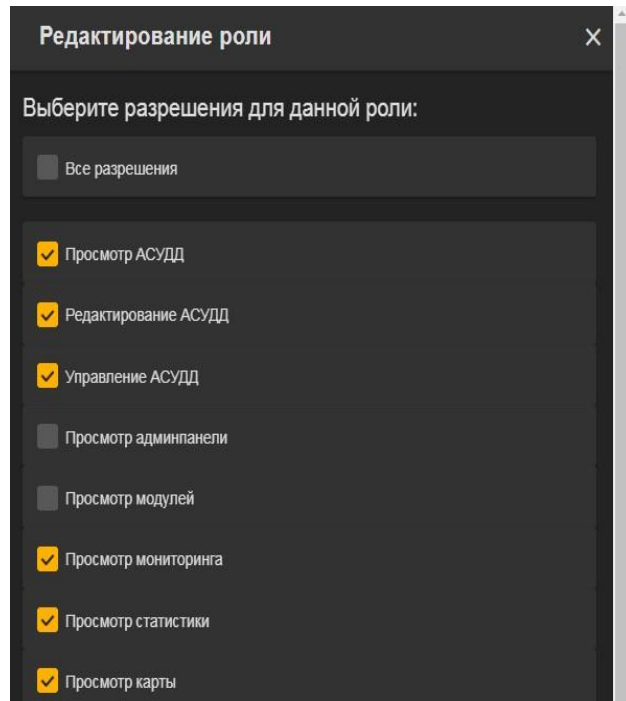 Редактирование роли
Выберите разрешения для данной роли:
Все разрешения
Просмотр АСУДД
Редактирование АСУДД
Управление АСУДД
Просмотр админпанели
Просмотр модулей
Просмотр мониторинга
Просмотр статистики
Просмотр карты